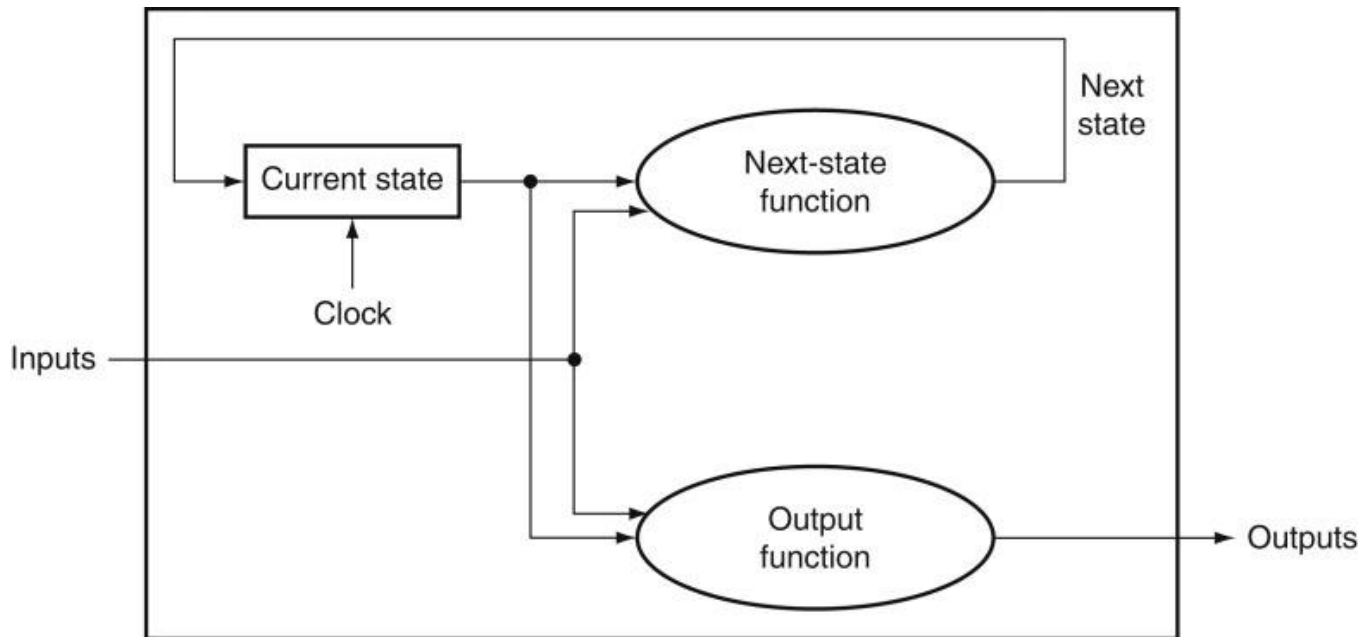 Next
state
Current state
Next-state
function
Clock
Inputs
Output
function
Outputs